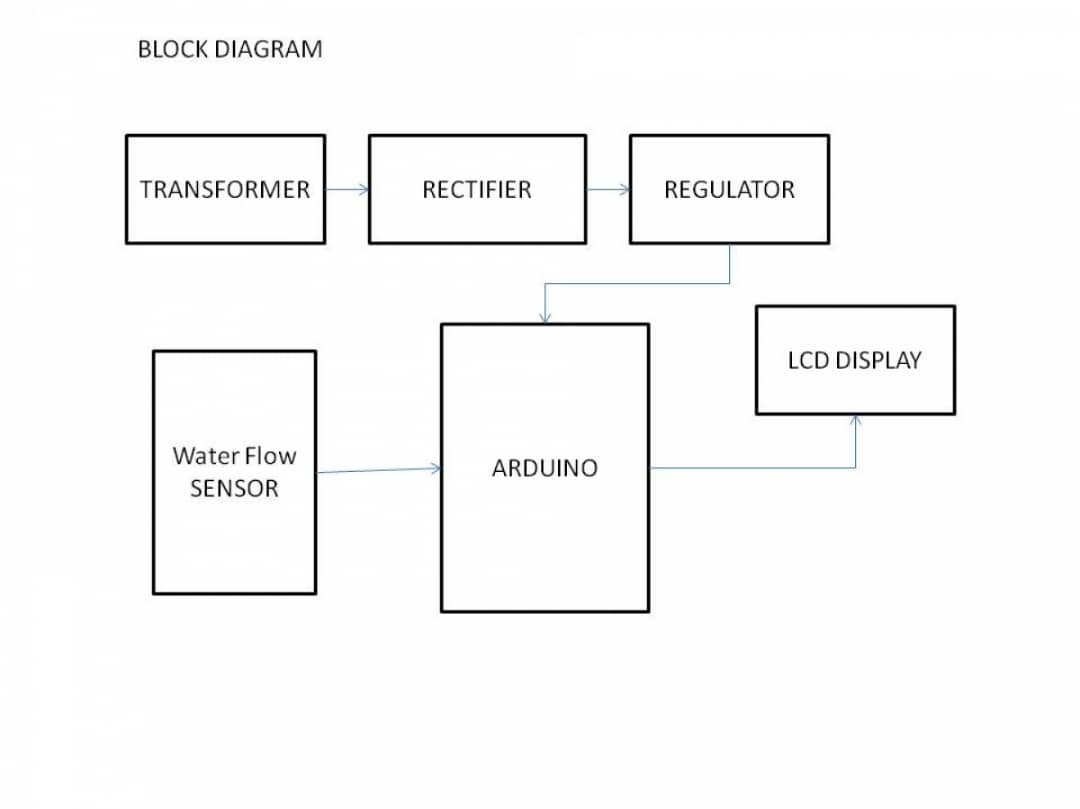 BLOCK DIAGRAM
TRANSFORMER
RECTIFIER
REGULATOR
LCD DISPLAY
Water Flow
SENSOR
ARDUINO